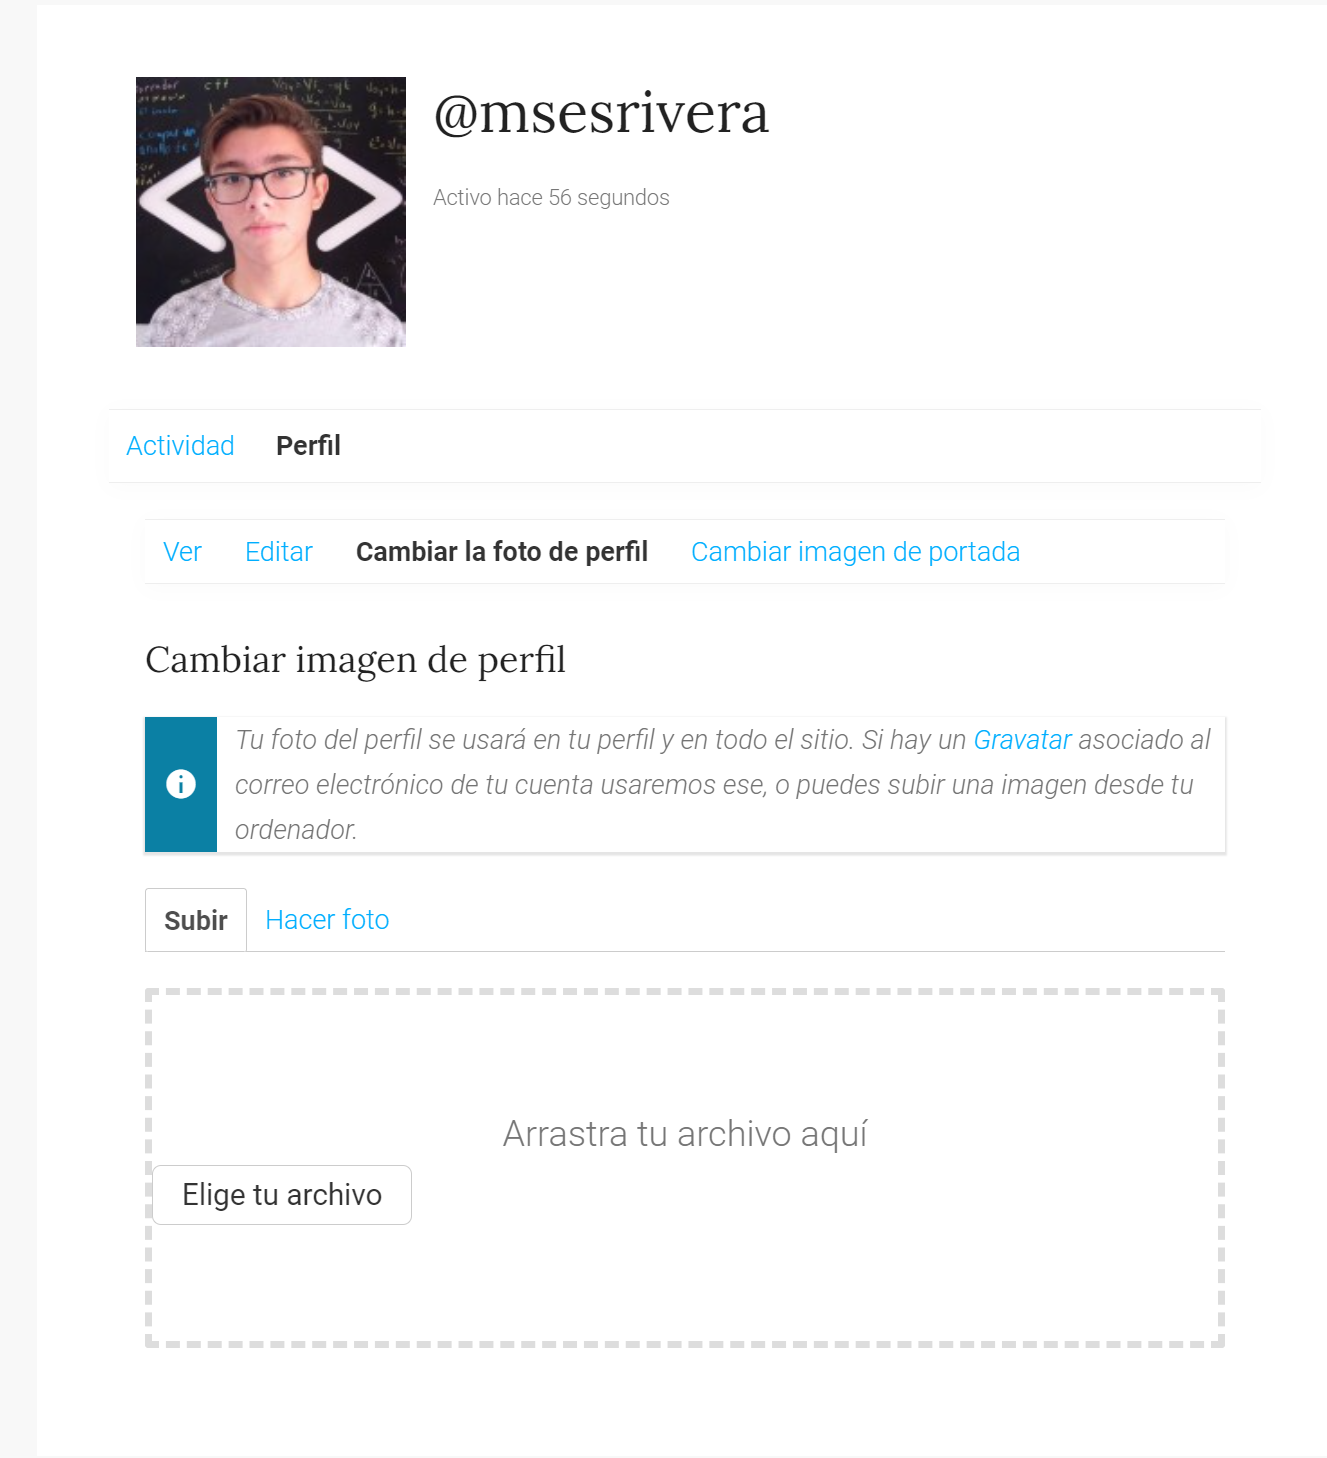 @msesrivera
Activo hace 56 segundos
Actividad Perfil
Ver Editar Cambiar la foto de perfil Cambiar imagen de portada
Cambiar imagen de perfil
Tu foto del perfil se usará en tu perfil y en todo el sitio. Si hay un Gravatar asociado al
correo electrónico de tu cuenta usaremos ese, o puedes subir una imagen desde tu
ordenador.
Subir Hacer foto
Arrastra tu archivo aquí
Elige tu archivo